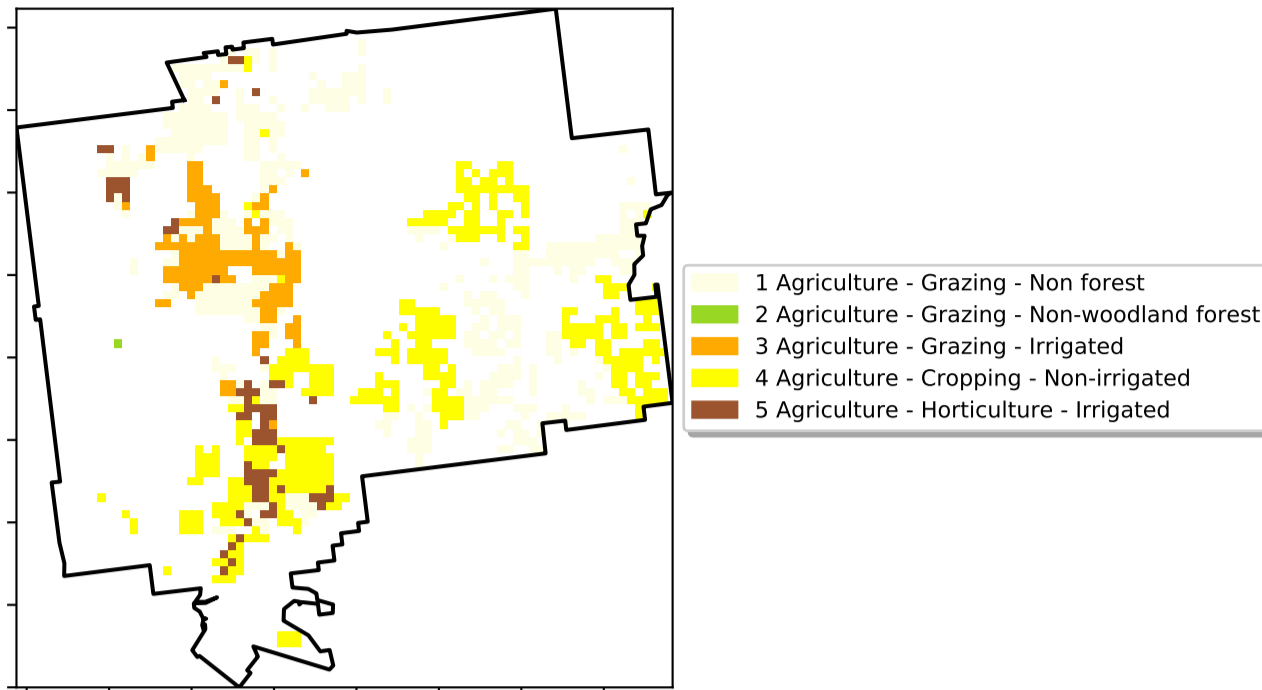 1 Agriculture - Grazing - Non forest
2 Agriculture - Grazing - Non-woodland forest
3 Agriculture - Grazing - Irrigated
4 Agriculture - Cropping - Non-irrigated
5 Agriculture - Horticulture - Irrigated